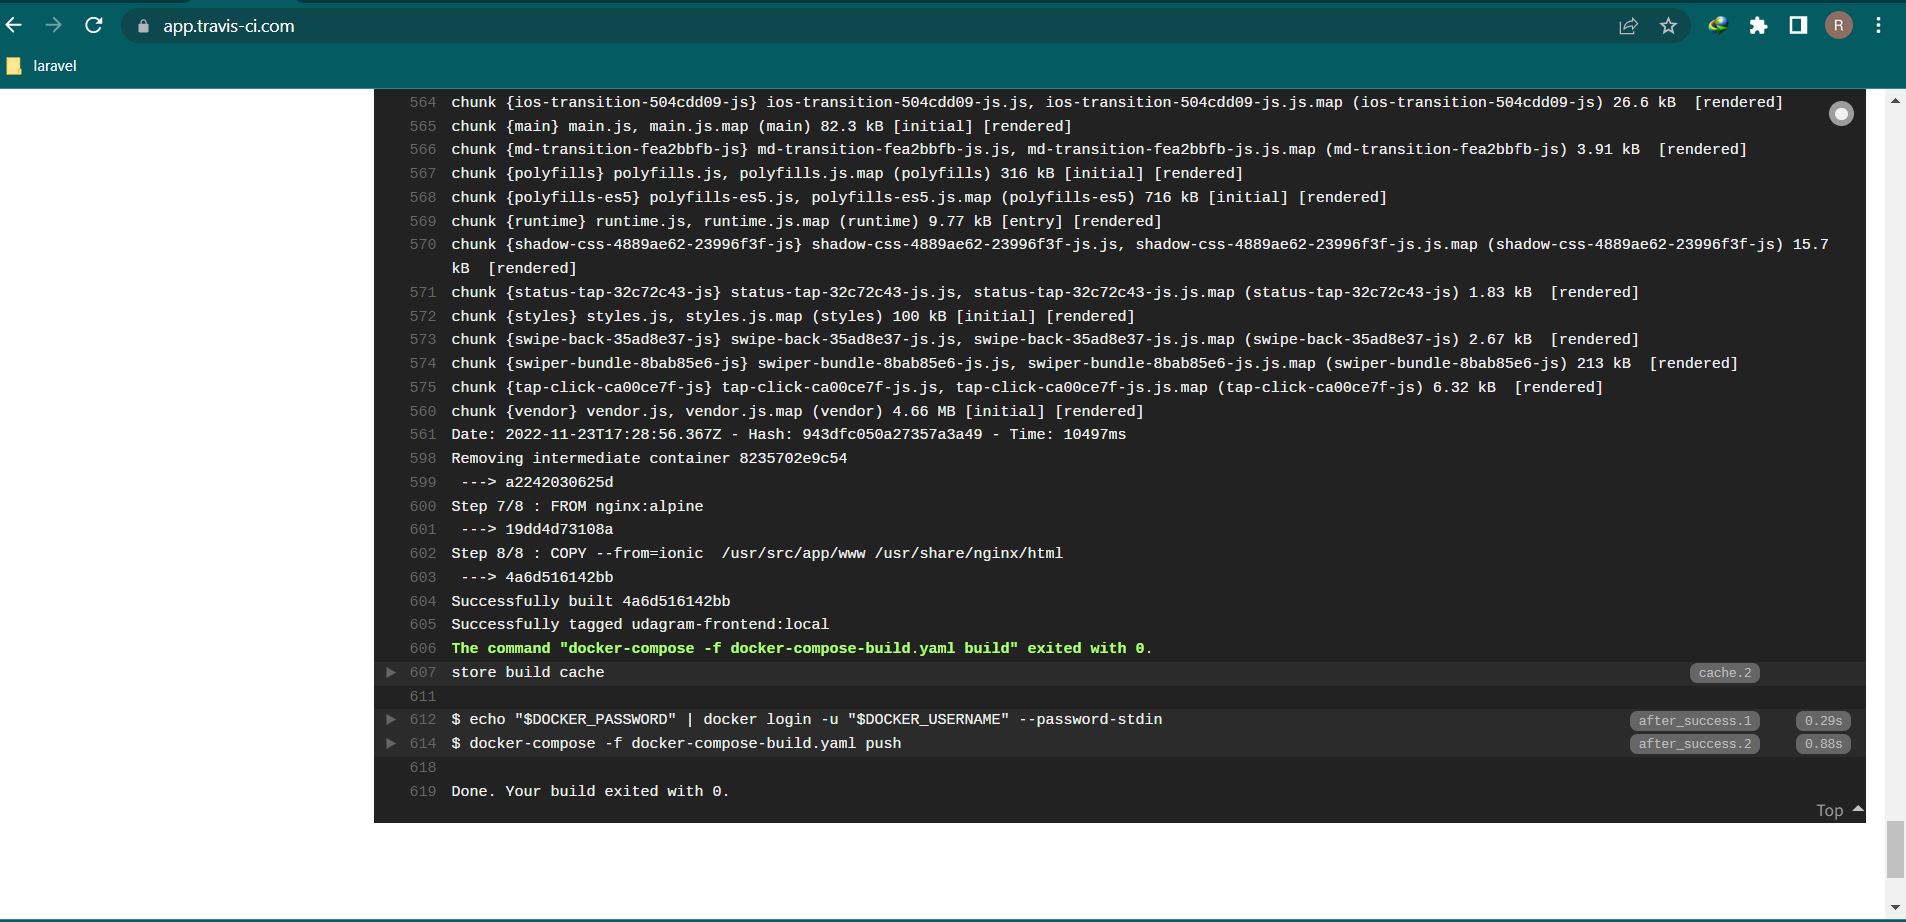 app.travis-ci.com
R
laravel
564 chunk {ios-transition-504cdd09-js} ios-transition-504cdd09-js.js, ios-transition-504cdd09-js.js.map (ios-transition-504cdd09-js) 26.6 kB  [rendered]
565 chunk {main} main.js, main.js.map (main) 82.3 kB [initial] [rendered]
566 chunk {md-transition-fea2bbfb-js} md-transition-fea2bbfb-js.js, md-transition-fea2bbfb-js.js.map (md-transition-fea2bbfb-js) 3.91 kB  [rendered]
567 chunk {polyfills} polyfills.js, polyfills.js.map (polyfills) 316 kB [initial] [rendered]
568 chunk {polyfills-es5} polyfills-es5.js, polyfills-es5.js.map (polyfills-es5) 716 kB [initial] [rendered]
569 chunk {runtime} runtime.js, runtime.js.map (runtime) 9.77 kB [entry] [rendered]
570 chunk {shadow-css-4889ae62-23996f3f-js} shadow-css-4889ae62-23996f3f-js.js, shadow-css-4889ae62-23996f3f-js.js.map (shadow-css-4889ae62-23996f3f-js) 15.7
kB  [rendered]
571 chunk {status-tap-32c72c43-js} status-tap-32c72c43-js.js, status-tap-32c72c43-js.js.map (status-tap-32c72c43-js) 1.83 kB  [rendered]
572 chunk {styles} styles.js, styles.js.map (styles) 100 kB [initial] [rendered]
573 chunk {swipe-back-35ad8e37-js} swipe-back-35ad8e37-js.js, swipe-back-35ad8e37-js.js.map (swipe-back-35ad8e37-js) 2.67 kB  [rendered]
574 chunk {swiper-bundle-8bab85e6-js} swiper-bundle-8bab85e6-js.js, swiper-bundle-8bab85e6-js.js.map (swiper-bundle-8bab85e6-js) 213 kB  [rendered]
575 chunk {tap-click-ca00ce7f-js} tap-click-ca00ce7f-js.js, tap-click-ca00ce7f-js.js.map (tap-click-ca00ce7f-js) 6.32 kB  [rendered]
560 chunk {vendor} vendor.js, vendor.js.map (vendor) 4.66 MB [initial] [rendered]
561 Date: 2022-11-23T17:28:56.367Z - Hash: 943dfc050a27357a3a49 - Time: 10497ms
598 Removing intermediate container 8235702e9c54
599  ---> a2242030625d
600 Step 7/8 : FROM nginx:alpine
601  ---> 19dd4d73108a
602 Step 8/8 : COPY --from=ionic  /usr/src/app/www /usr/share/nginx/html
603  ---> 4a6d516142bb
604 Successfully built 4a6d516142bb
605 Successfully tagged udagram-frontend:local
606 The command "docker-compose -f docker-compose-build.yaml build" exited with 0.
607 store build cache cache.2
611
612 $ echo "$DOCKER_PASSWORD" | docker login -u "$DOCKER_USERNAME" --password-stdin after_success.1 0.29s
614 $ docker-compose -f docker-compose-build.yaml push after_success.2 0.88s
618
619 Done. Your build exited with 0.
Top